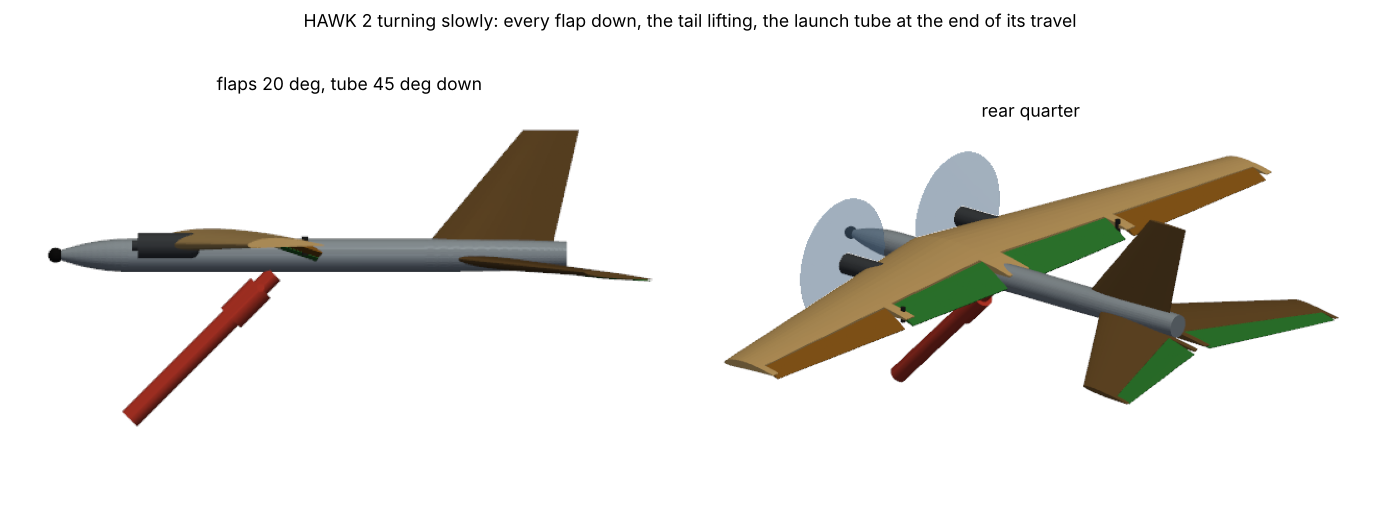 HAWK 2 turning slowly: every flap down, the tail lifting, the launch tube at the end of its travel
flaps 20 deg, tube 45 deg down
rear quarter